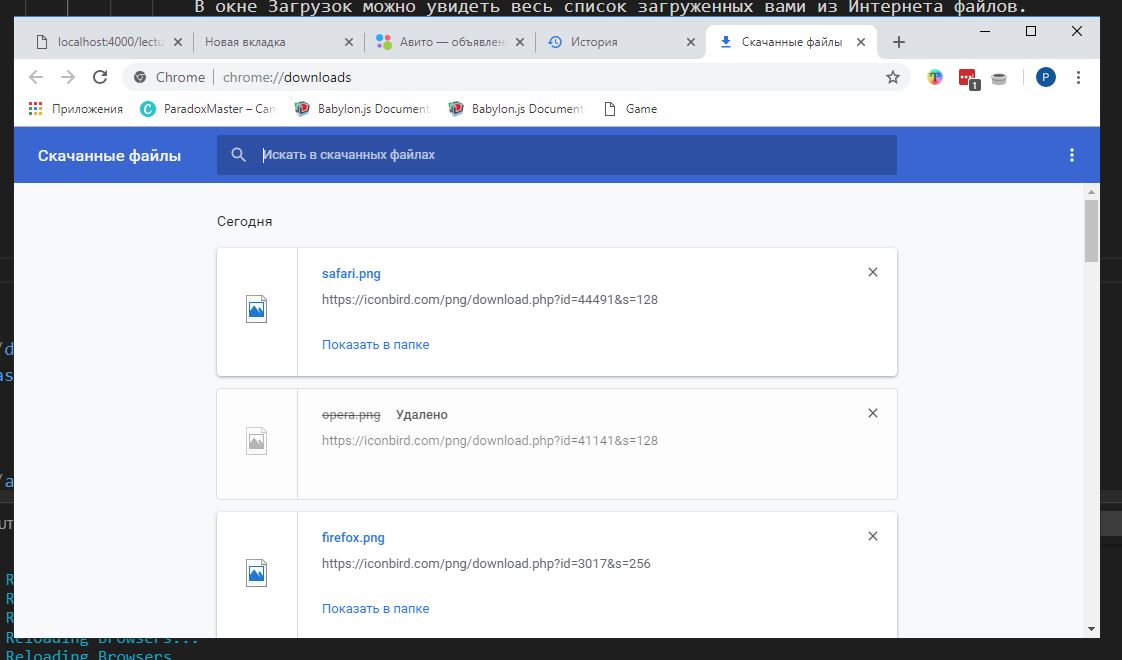 В окне Загрузок можно увидеть весь список загруженных вами из Интернета файлов.
localhost:4000/lectu
Новая вкладка
Авито — объявлен
История
Скачанные файлы
Chrome
chrome://downloads
1
P
Приложения
ParadoxMaster – Can
Babylon.js Document
Babylon.js Document
Game
Скачанные файлы
Искать в скачанных файлах
Сегодня
safari.png
https://iconbird.com/png/download.php?id=44491&s=128
Показать в папке
/d
as
opera.png Удалено
https://iconbird.com/png/download.php?id=41141&s=128
/a
UT
firefox.png
https://iconbird.com/png/download.php?id=3017&s=256
Показать в папке
R
R
R
Reloading Browsers...
Reloading Browsers